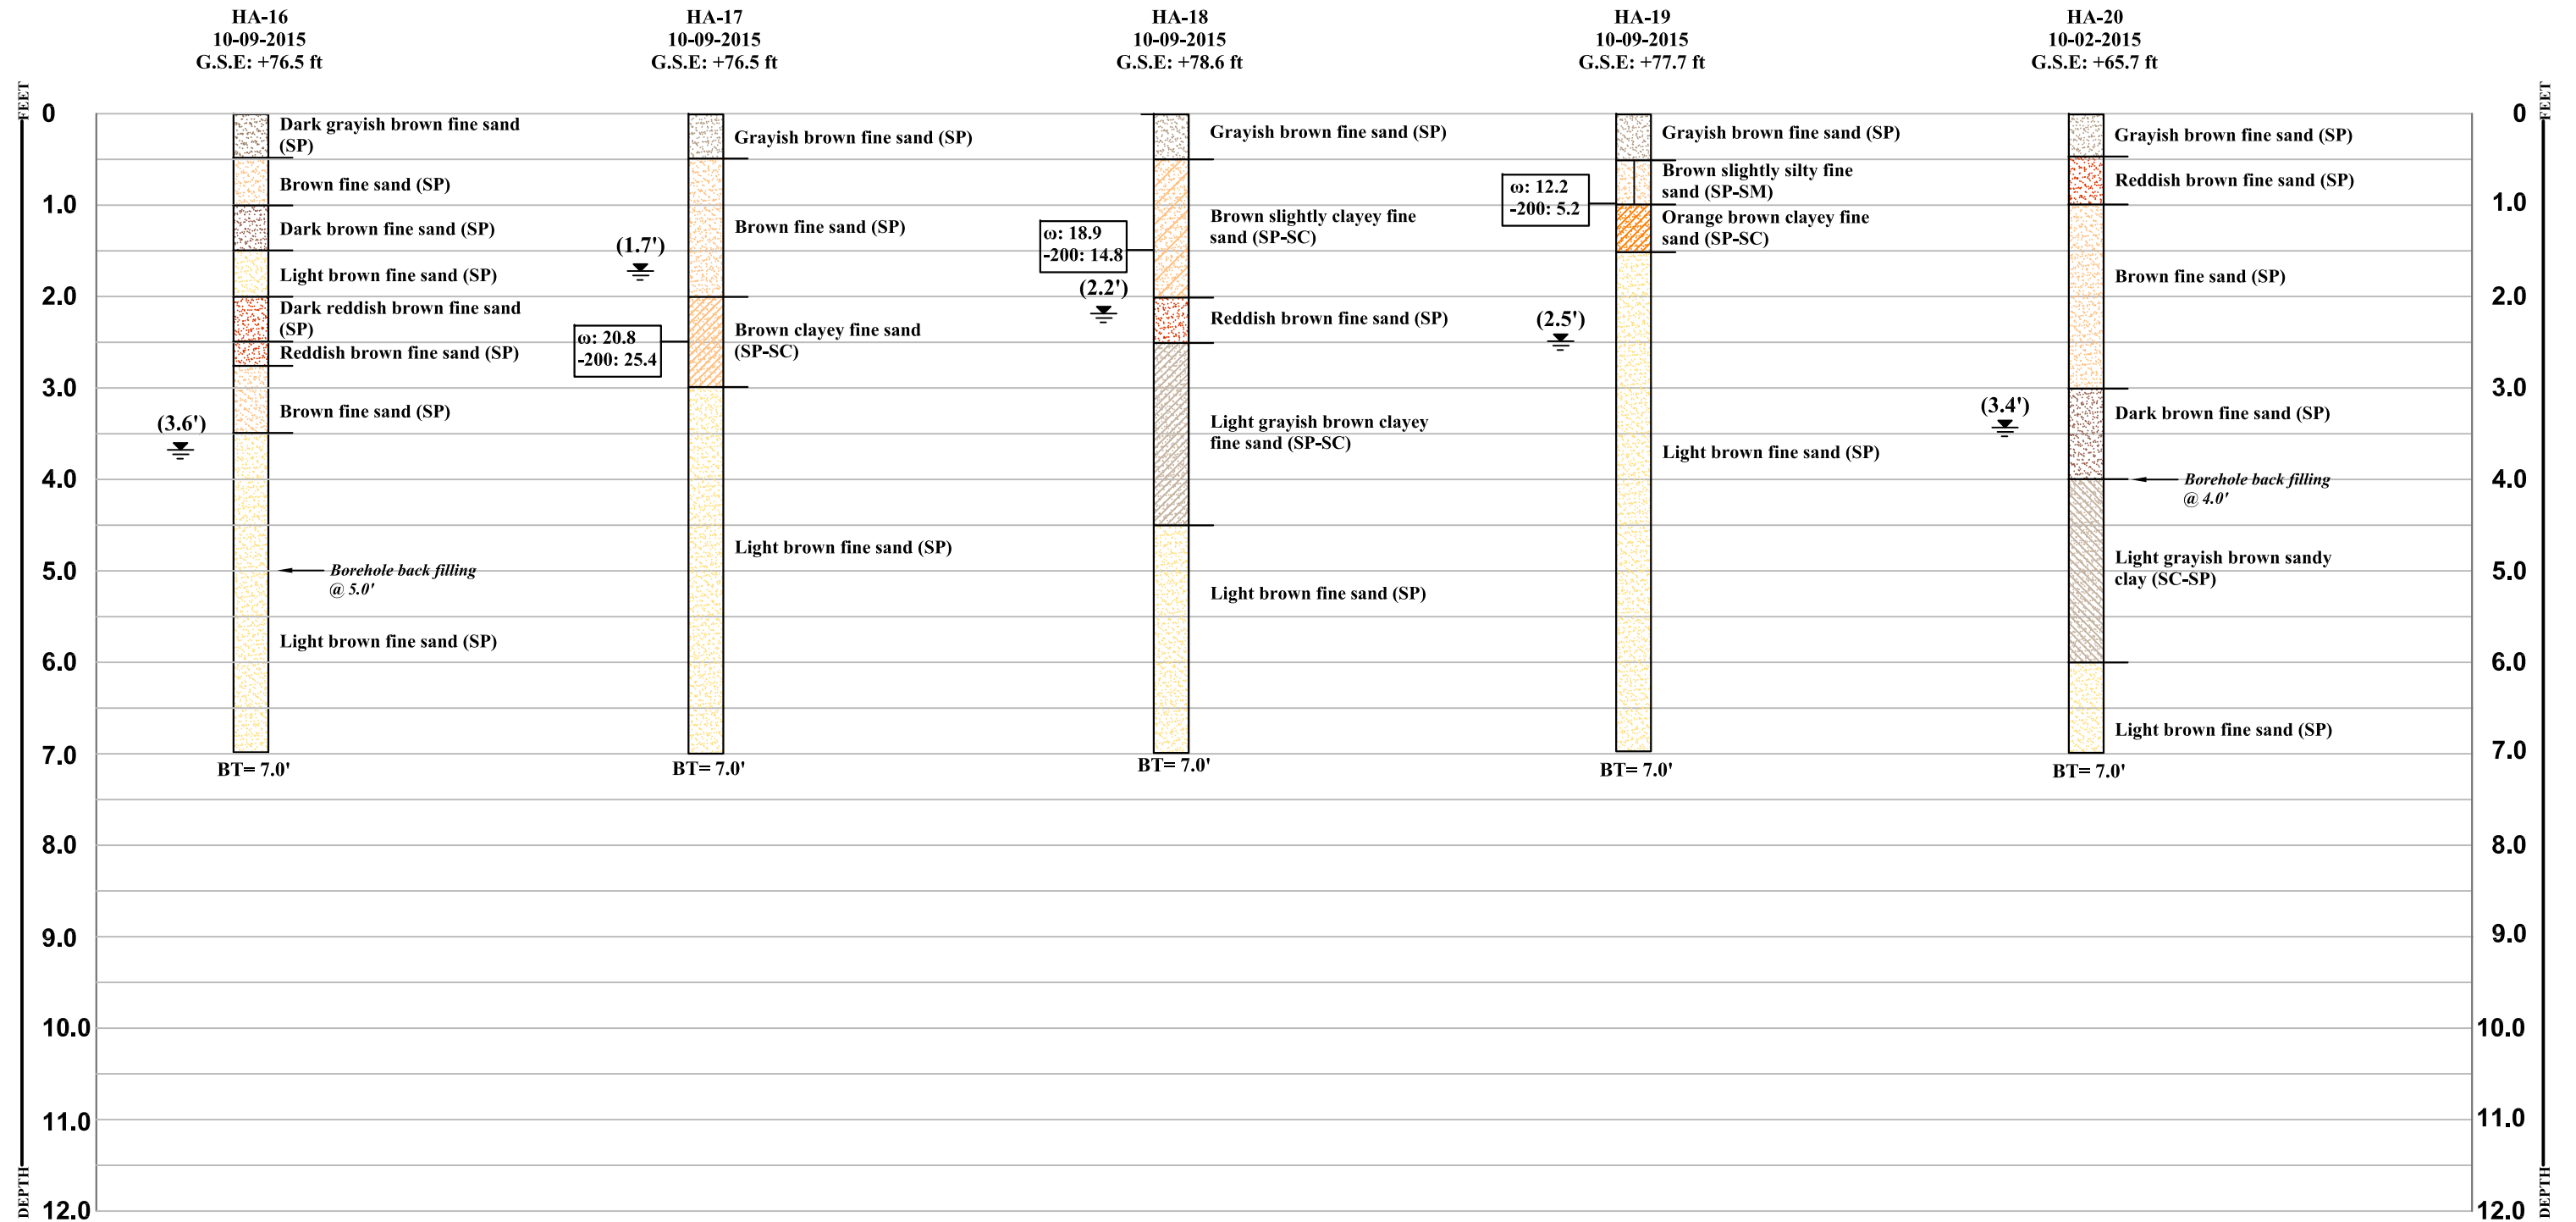 HA-16
10-09-2015
G.S.E: +76.5 ft
HA-17
10-09-2015
G.S.E: +76.5 ft
HA-18
10-09-2015
G.S.E: +78.6 ft
HA-19
10-09-2015
G.S.E: +77.7 ft
HA-20
10-02-2015
G.S.E: +65.7 ft
FEET
0
1.0
2.0
3.0
4.0
5.0
6.0
7.0
8.0
9.0
10.0
11.0
12.0
DEPTH
Dark grayish brown fine sand
(SP)
Brown fine sand (SP)
Dark brown fine sand (SP)
Light brown fine sand (SP)
Dark reddish brown fine sand
(SP)
Reddish brown fine sand (SP)
Brown fine sand (SP)
(3.6')
Borehole back filling
@ 5.0'
Light brown fine sand (SP)
BT= 7.0'
Grayish brown fine sand (SP)
Brown fine sand (SP)
(1.7')
ω: 20.8
-200: 25.4
Brown clayey fine sand
(SP-SC)
Light brown fine sand (SP)
BT= 7.0'
Grayish brown fine sand (SP)
Brown slightly clayey fine
sand (SP-SC)
ω: 18.9
-200: 14.8
(2.2')
Reddish brown fine sand (SP)
Light grayish brown clayey
fine sand (SP-SC)
Light brown fine sand (SP)
BT= 7.0'
Grayish brown fine sand (SP)
Brown slightly silty fine
sand (SP-SM)
ω: 12.2
-200: 5.2
Orange brown clayey fine
sand (SP-SC)
(2.5')
Light brown fine sand (SP)
BT= 7.0'
Grayish brown fine sand (SP)
Reddish brown fine sand (SP)
Brown fine sand (SP)
(3.4')
Dark brown fine sand (SP)
Borehole back filling
@ 4.0'
Light grayish brown sandy
clay (SC-SP)
Light brown fine sand (SP)
BT= 7.0'
FEET
0
1.0
2.0
3.0
4.0
5.0
6.0
7.0
8.0
9.0
10.0
11.0
12.0
DEPTH